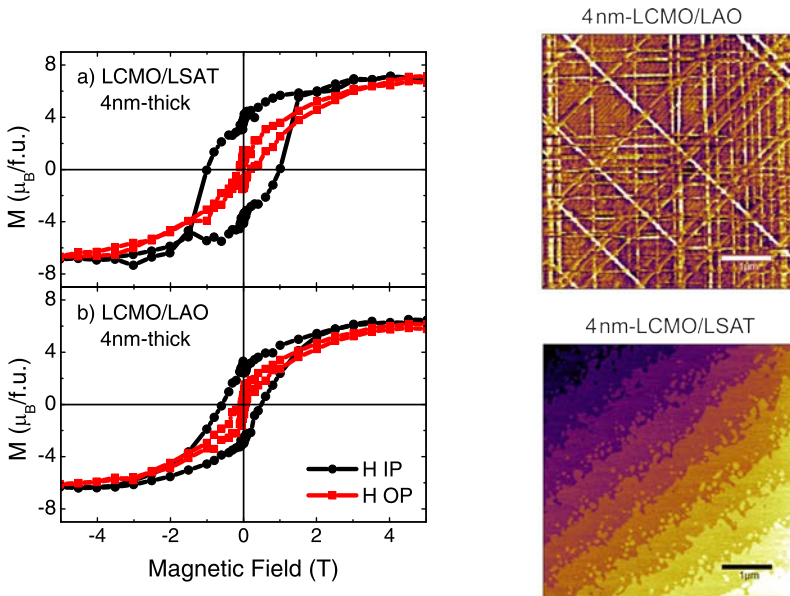 a) LCMO/LSAT
4nm-thick
8
4
0
-4
-8
M (μB/f.u.)
b) LCMO/LAO
4nm-thick
8
4
0
-4
-8
M (μB/f.u.)
H IP
H OP
-4 -2 0 2 4
Magnetic Field (T)
4nm-LCMO/LAO
1μm
4nm-LCMO/LSAT
1μm